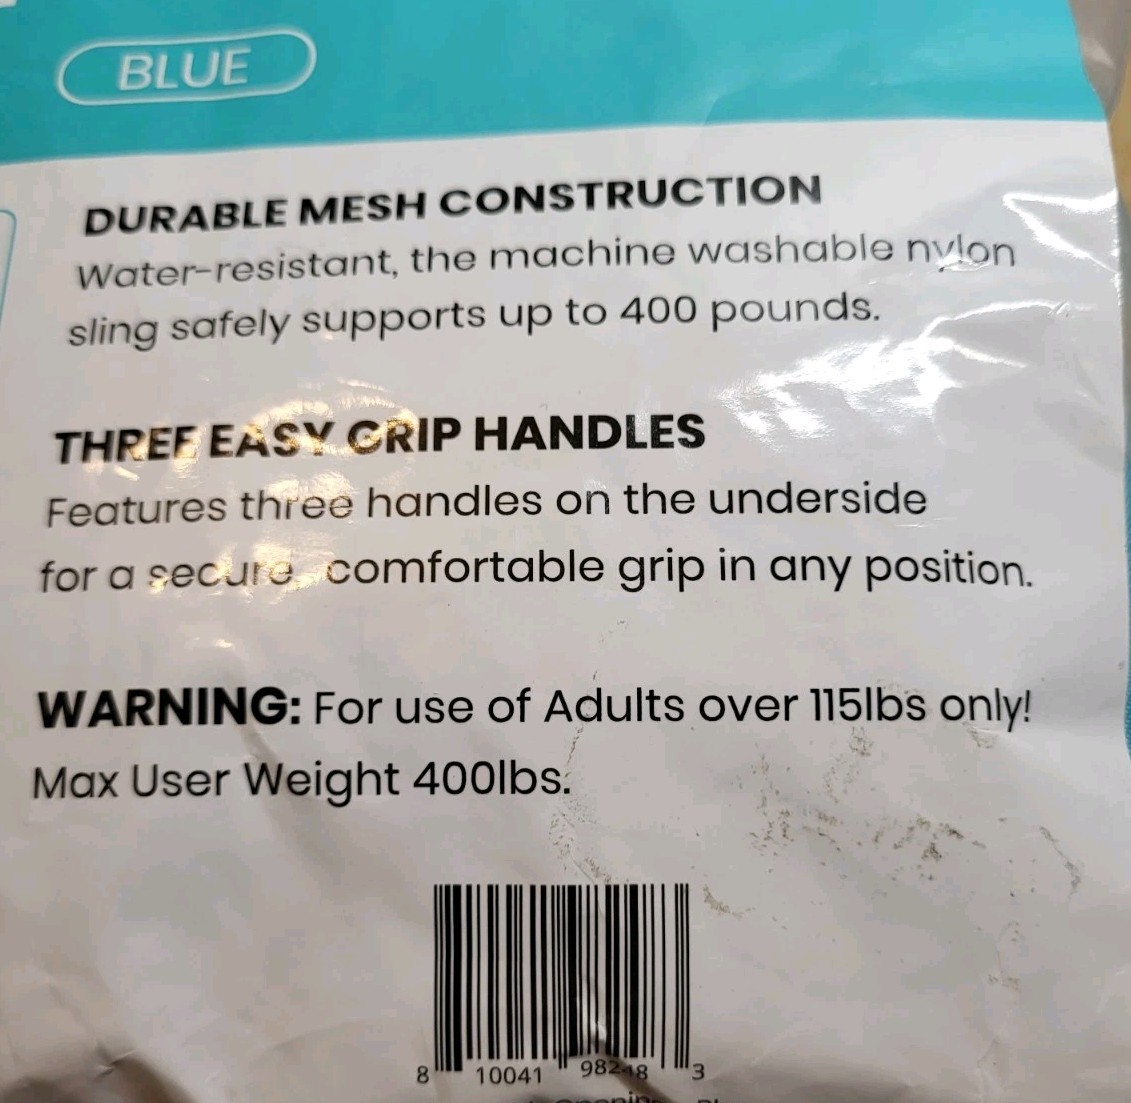 BLUE
DURABLE MESH CONSTRUCTION
Water-resistant, the machine washable nylon
sling safely supports up to 400 pounds.
THREE EASY GRIP HANDLES
Features three handles on the underside
for a secure, comfortable grip in any position.
WARNING: For use of Adults over 115lbs only!
Max User Weight 400lbs.
8 10041 98248 3